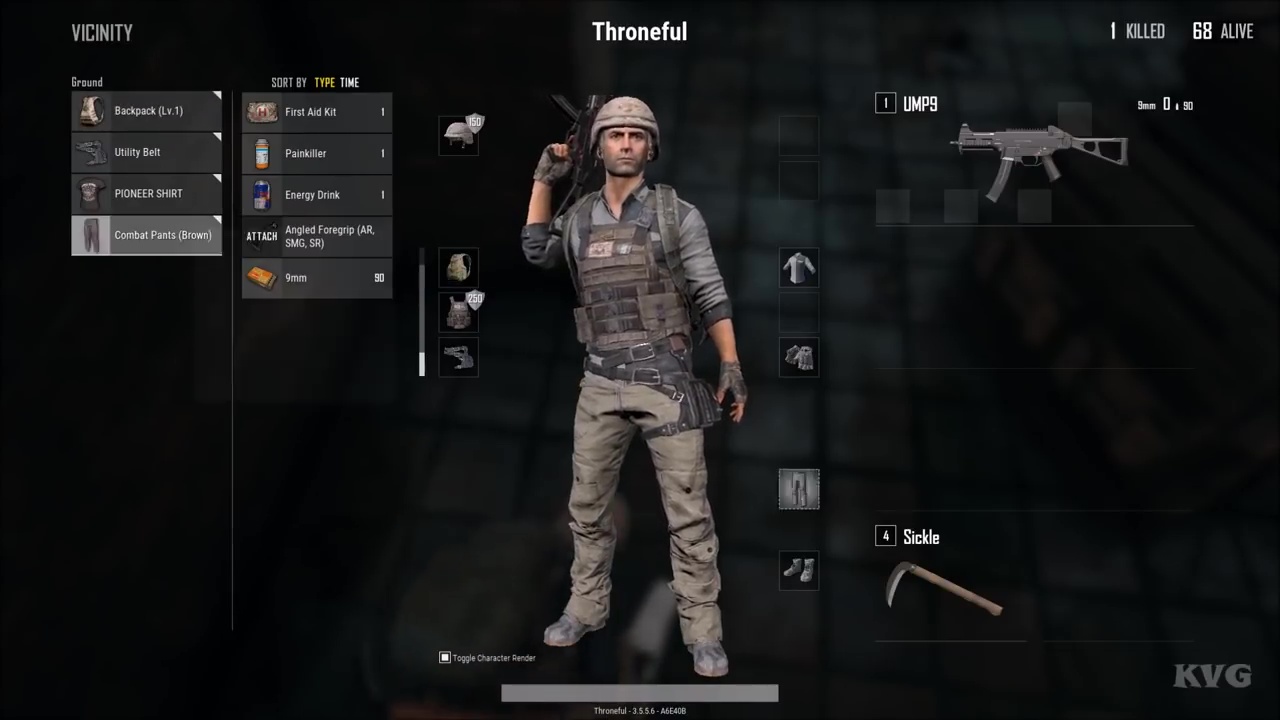 VICINITY
Throneful
1 KILLED 68 ALIVE
Ground
SORT BY TYPE TIME
Backpack (Lv.1)
Utility Belt
PIONEER SHIRT
Combat Pants (Brown)
First Aid Kit 1
Painkiller 1
Energy Drink 1
ATTACH
Angled Foregrip (AR,
SMG, SR)
9mm 90
150
250
1 UMP9
9mm 0 90
4 Sickle
Toggle Character Render
Throneful - 3.5.5.6 - A6E40B
KVG